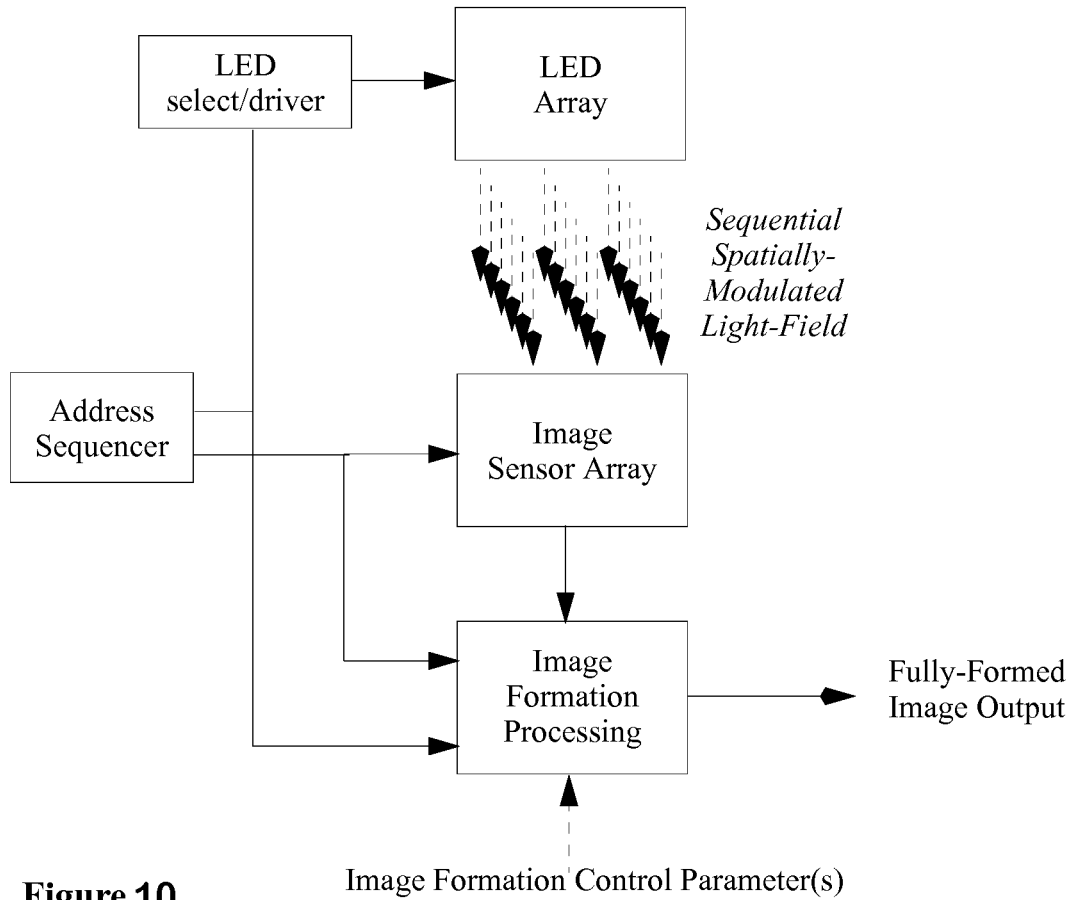 LED
select/driver
LED
Array
Sequential
Spatially-
Modulated
Light-Field
Address
Sequencer
Image
Sensor Array
Image
Formation
Processing
Fully-Formed
Image Output
Image Formation Control Parameter(s)
Figure 10